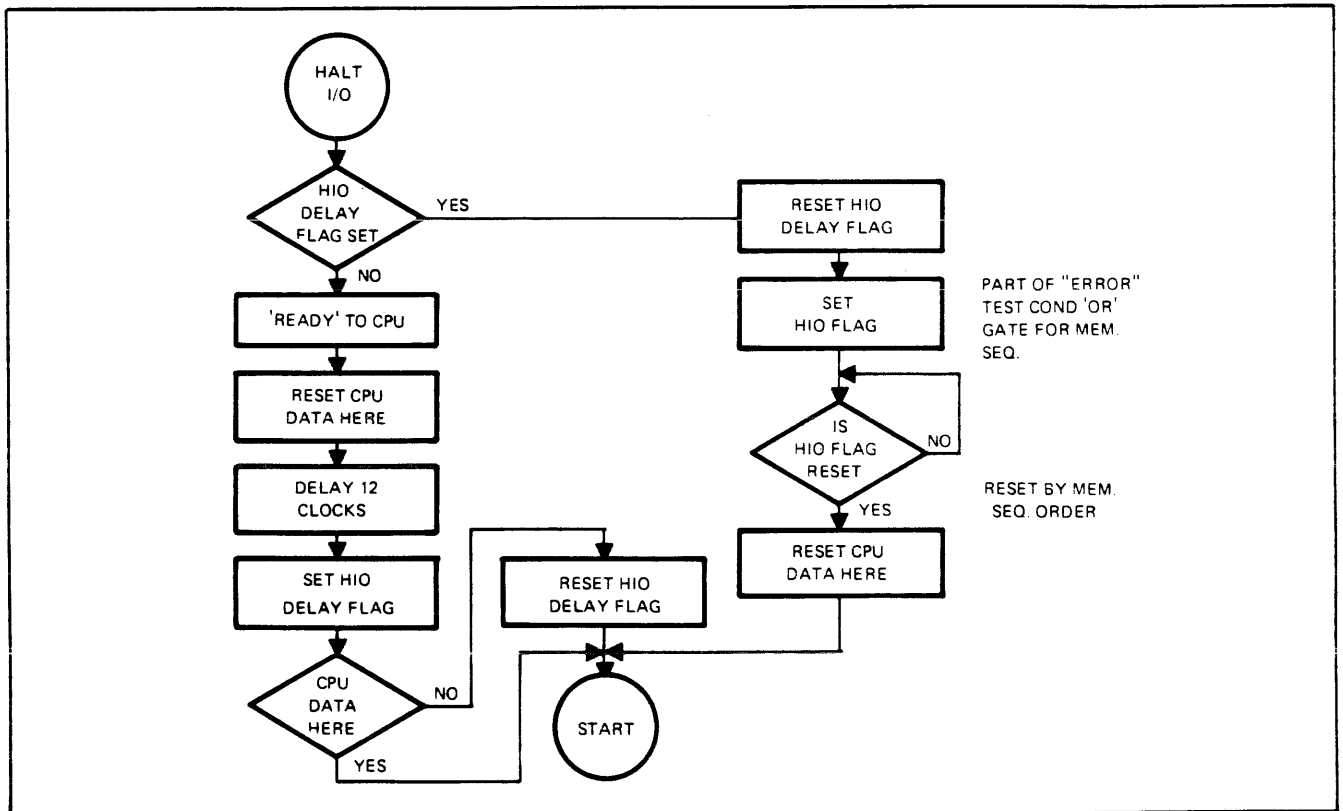 HALT
I/O
HIO
DELAY
FLAG SET
YES
NO
'READY' TO CPU
RESET CPU
DATA HERE
DELAY 12
CLOCKS
SET HIO
DELAY FLAG
CPU
DATA
HERE
NO
YES
RESET HIO
DELAY FLAG
START
RESET HIO
DELAY FLAG
SET
HIO FLAG
PART OF "ERROR"
TEST COND 'OR'
GATE FOR MEM.
SEQ.
IS
HIO FLAG
RESET
NO
YES
RESET BY MEM.
SEQ. ORDER
RESET CPU
DATA HERE